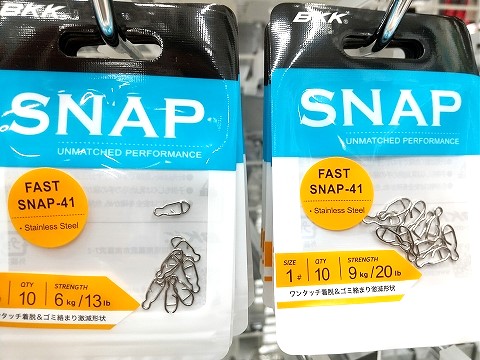 BKK
SNAP
UNMATCHED PERFORMANCE
FAST
SNAP-41
• Stainless Steel
QTY STRENGTH
10 6kg/13lb
タッチ着脱&ゴミ絡まり激減形状
BKK
SNAP
UNMATCHED PERFORMANCE
FAST
SNAP-41
• Stainless Steel
SIZE QTY STRENGTH
1# 10 9kg/20lb
ワンタッチ着脱&ゴミ絡まり激減形状